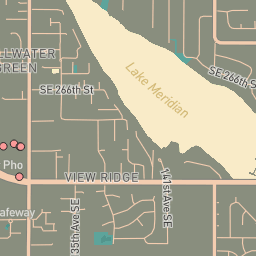 LLWATER
GREEN
SE 266th St
Lake Meridian
SE 266th St
Pho
VIEW RIDGE
141st Ave SE
35th Ave SE
afeway